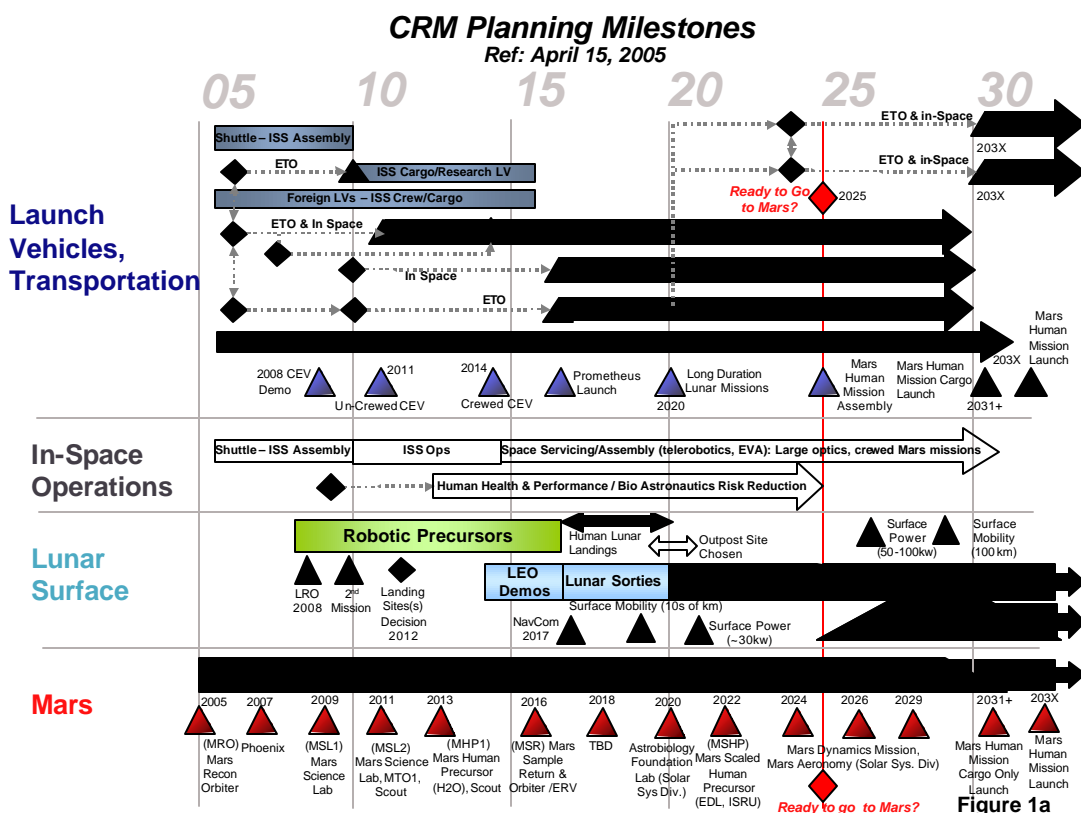 CRM Planning Milestones
Ref: April 15, 2005
05 10 15 20 25 30
Launch
Vehicles,
Transportation
Shuttle – ISS Assembly
ETO
ISS Cargo/Research LV
Foreign LVs – ISS Crew/Cargo
ETO & In Space
In Space
ETO
ETO & in-Space
203X
ETO & in-Space
203X
Ready to Go
to Mars?
2025
2008 CEV
Demo
2011
Un-Crewed CEV
2014
Crewed CEV
Prometheus
Launch
Long Duration
Lunar Missions
2020
Mars
Human
Mission
Assembly
Mars Human
Mission Cargo
Launch
203X
2031+
Mars
Human
Mission
Launch
In-Space
Operations
Shuttle – ISS Assembly
ISS Ops
Space Servicing/Assembly (telerobotics, EVA): Large optics, crewed Mars missions
Human Health & Performance / Bio Astronautics Risk Reduction
Lunar
Surface
Robotic Precursors
Human Lunar
Landings
Outpost Site
Chosen
Surface
Power
(50-100kw)
Surface
Mobility
(100 km)
LRO
2008
2nd
Mission
Landing
Sites(s)
Decision
2012
LEO
Demos
Lunar Sorties
Surface Mobility (10s of km)
NavCom
2017
Surface Power
(~30kw)
Mars
2005
(MRO)
Mars
Recon
Orbiter
2007
Phoenix
2009
(MSL1)
Mars
Science
Lab
2011
(MSL2)
Mars Science
Lab, MTO1,
Scout
2013
(MHP1)
Mars Human
Precursor
(H2O), Scout
2016
(MSR) Mars
Sample
Return &
Orbiter /ERV
2018
TBD
2020
Astrobiology
Foundation
Lab (Solar
Sys Div.)
2022
(MSHP)
Mars Scaled
Human
Precursor
(EDL, ISRU)
2024
2026
2029
Mars Dynamics Mission,
Mars Aeronomy (Solar Sys. Div)
2031+
Mars Human
Mission
Cargo Only
Launch
203X
Mars
Human
Mission
Launch
Ready to go to Mars?
Figure 1a